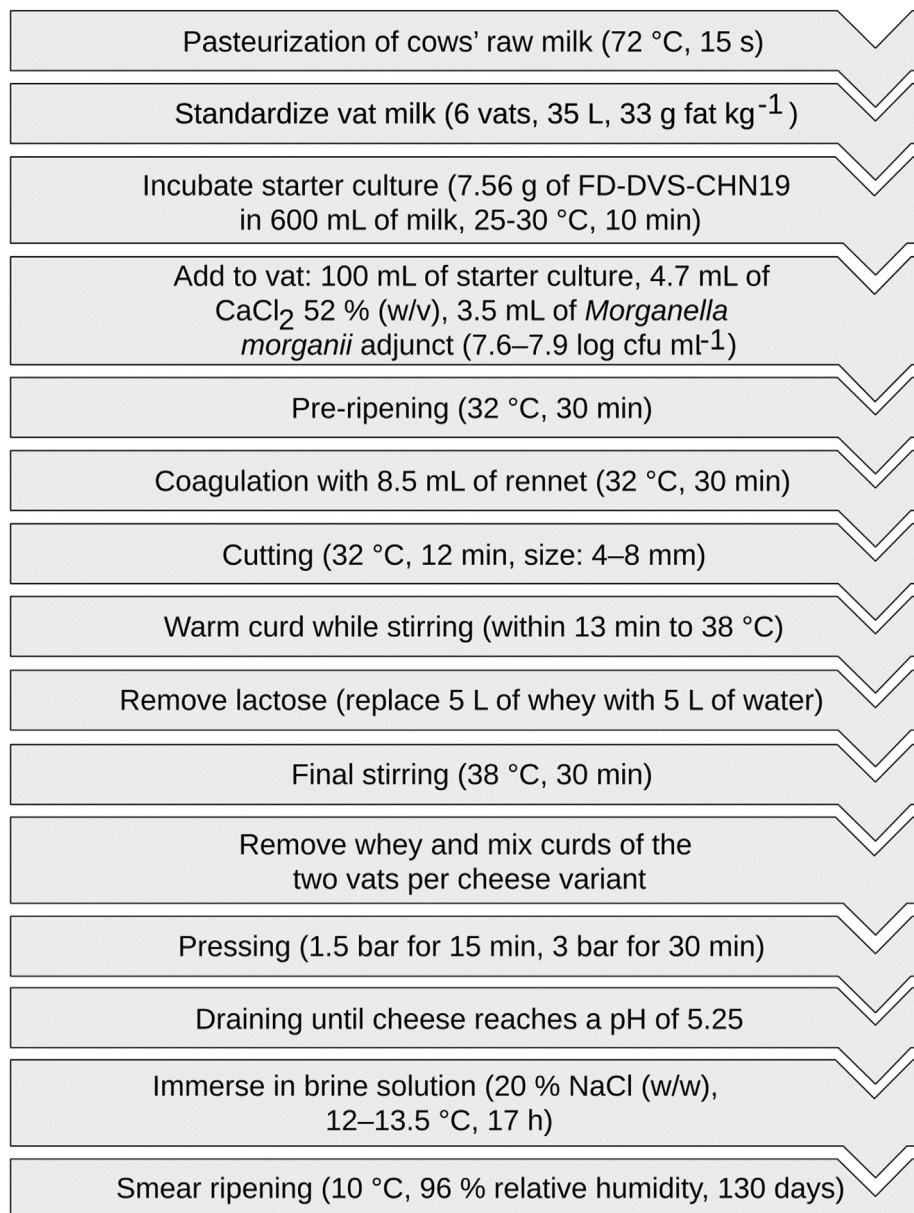 Pasteurization of cows’ raw milk (72 °C, 15 s)
Standardize vat milk (6 vats, 35 L, 33 g fat kg-1 )
Incubate starter culture (7.56 g of FD-DVS-CHN19
in 600 mL of milk, 25-30 °C, 10 min)
Add to vat: 100 mL of starter culture, 4.7 mL of
CaCl2 52 % (w/v), 3.5 mL of Morganella
morganii adjunct (7.6–7.9 log cfu ml-1)
Pre-ripening (32 °C, 30 min)
Coagulation with 8.5 mL of rennet (32 °C, 30 min)
Cutting (32 °C, 12 min, size: 4–8 mm)
Warm curd while stirring (within 13 min to 38 °C)
Remove lactose (replace 5 L of whey with 5 L of water)
Final stirring (38 °C, 30 min)
Remove whey and mix curds of the
two vats per cheese variant
Pressing (1.5 bar for 15 min, 3 bar for 30 min)
Draining until cheese reaches a pH of 5.25
Immerse in brine solution (20 % NaCl (w/w),
12–13.5 °C, 17 h)
Smear ripening (10 °C, 96 % relative humidity, 130 days)